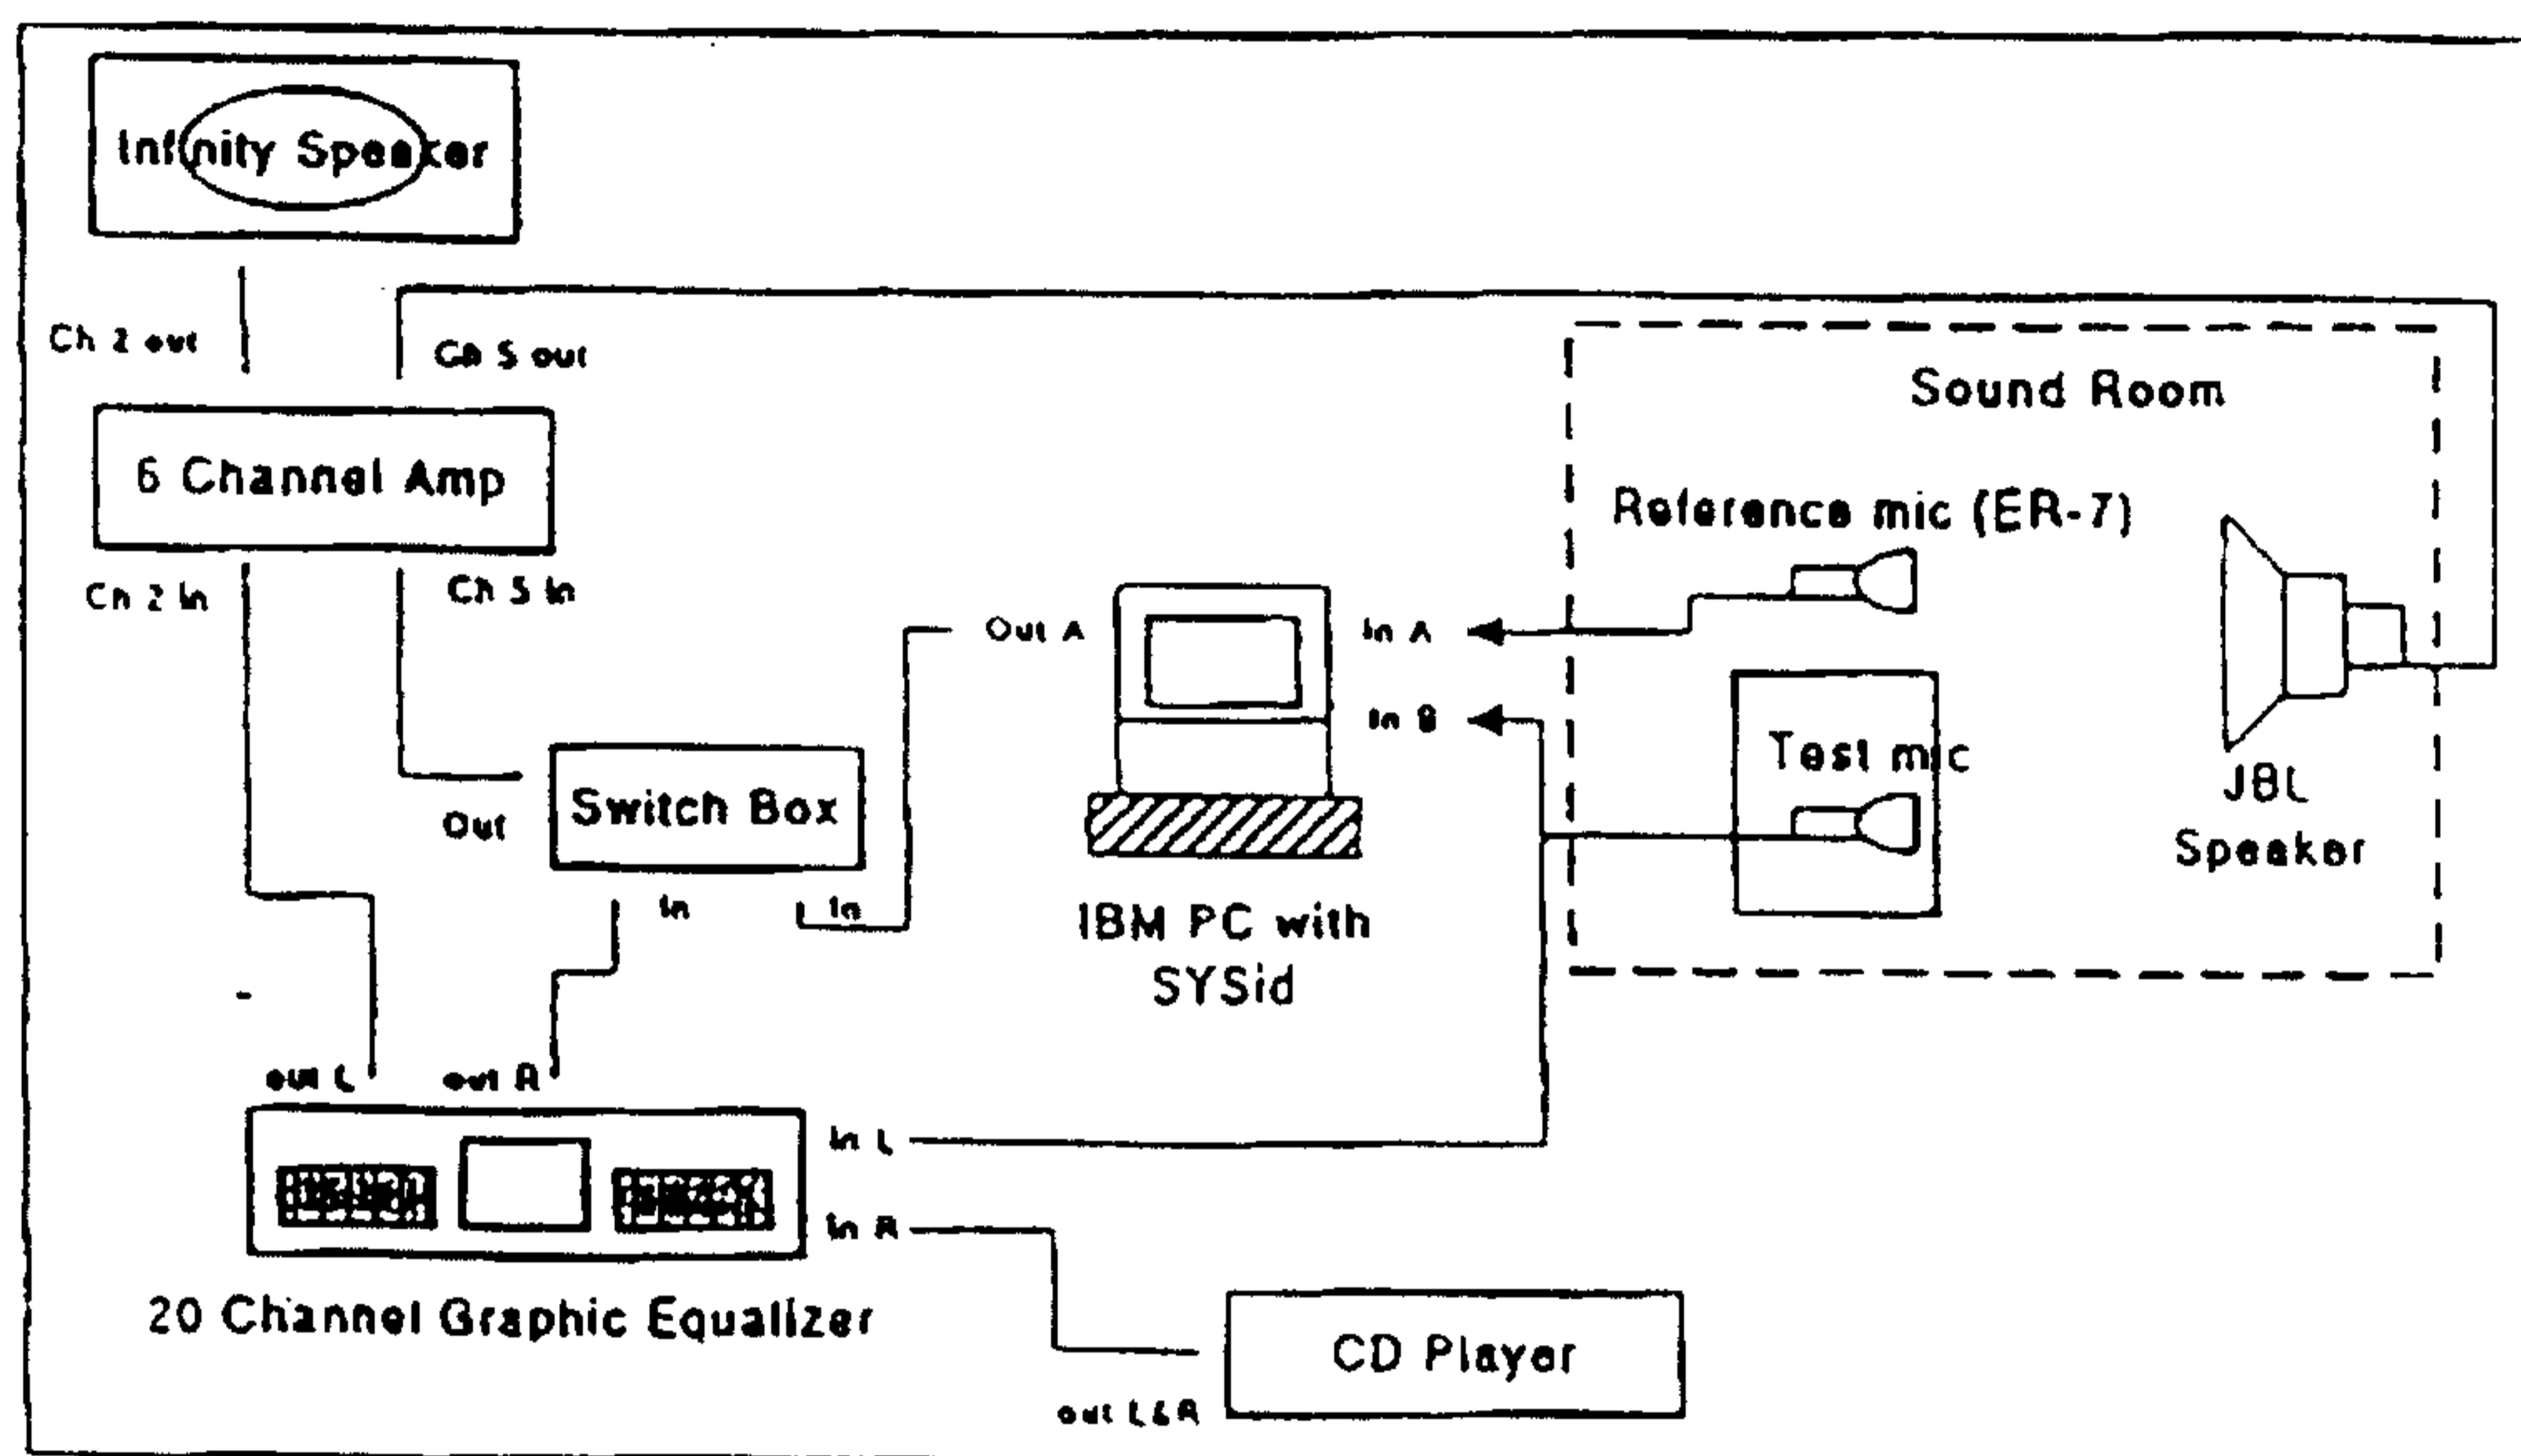 Infinity Speaker
Ch 2 out
Ch 5 out
6 Channel Amp
Ch 2 In
Ch 5 In
Sound Room
Reference mic (ER-7)
Out A
In A
In B
Test mic
JBL
Speaker
Switch Box
Out
In
In
IBM PC with
SYSid
out L
out R
In L
In R
20 Channel Graphic Equalizer
CD Player
out L&R